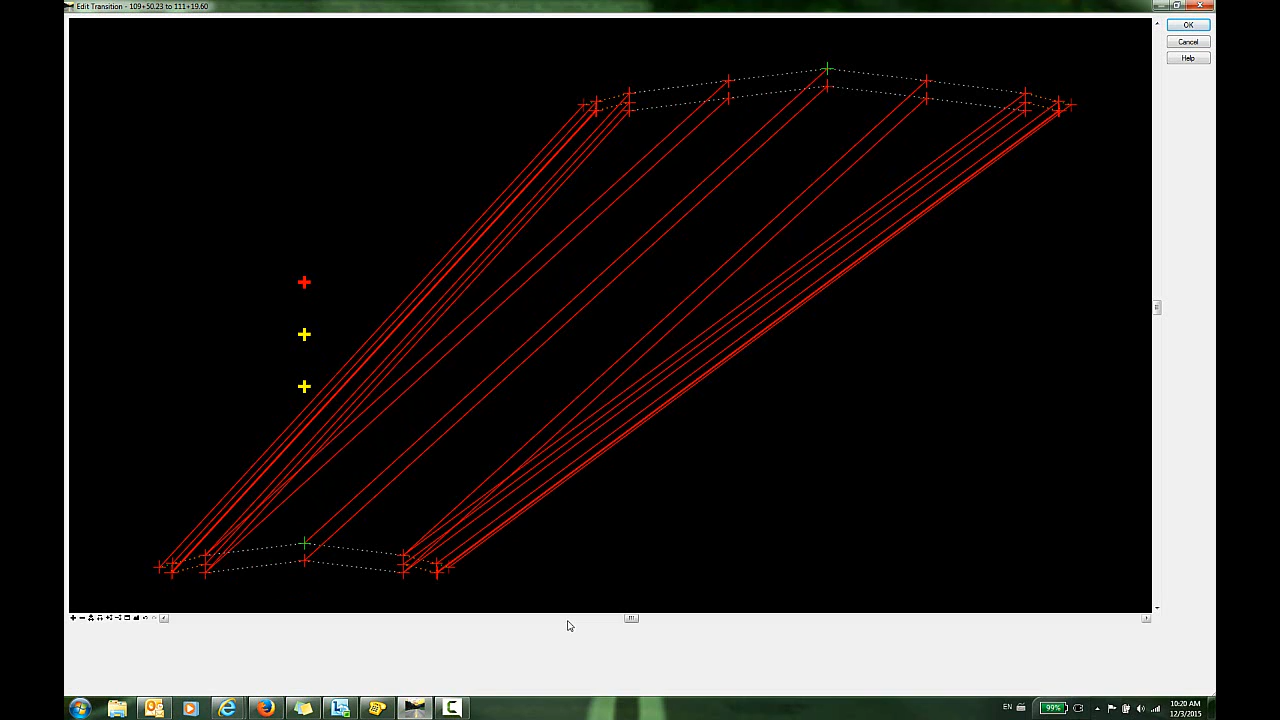 Edit Transition - 109+50.23 to 111+19.60
OK
Cancel
Help
EN
99%
10:20 AM
12/3/2015